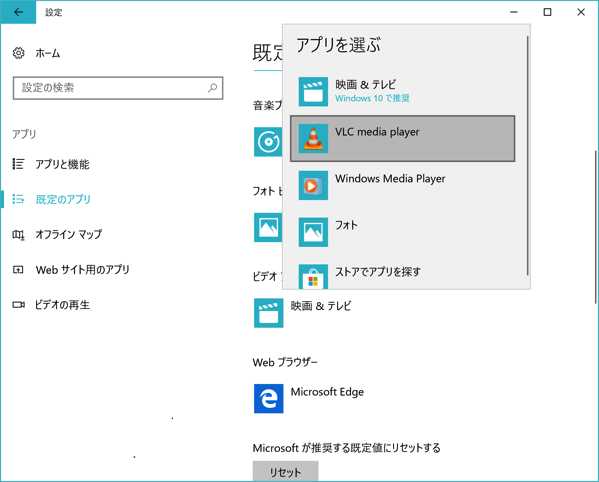 設定
ホーム
設定の検索
アプリ
アプリと機能
既定のアプリ
オフライン マップ
Web サイト用のアプリ
ビデオの再生
既定
音楽プ
フォト ビ
ビデオ プ
映画 & テレビ
Web ブラウザー
Microsoft Edge
Microsoft が推奨する既定値にリセットする
リセット
アプリを選ぶ
映画 & テレビ
Windows 10 で推奨
VLC media player
Windows Media Player
フォト
ストアでアプリを探す